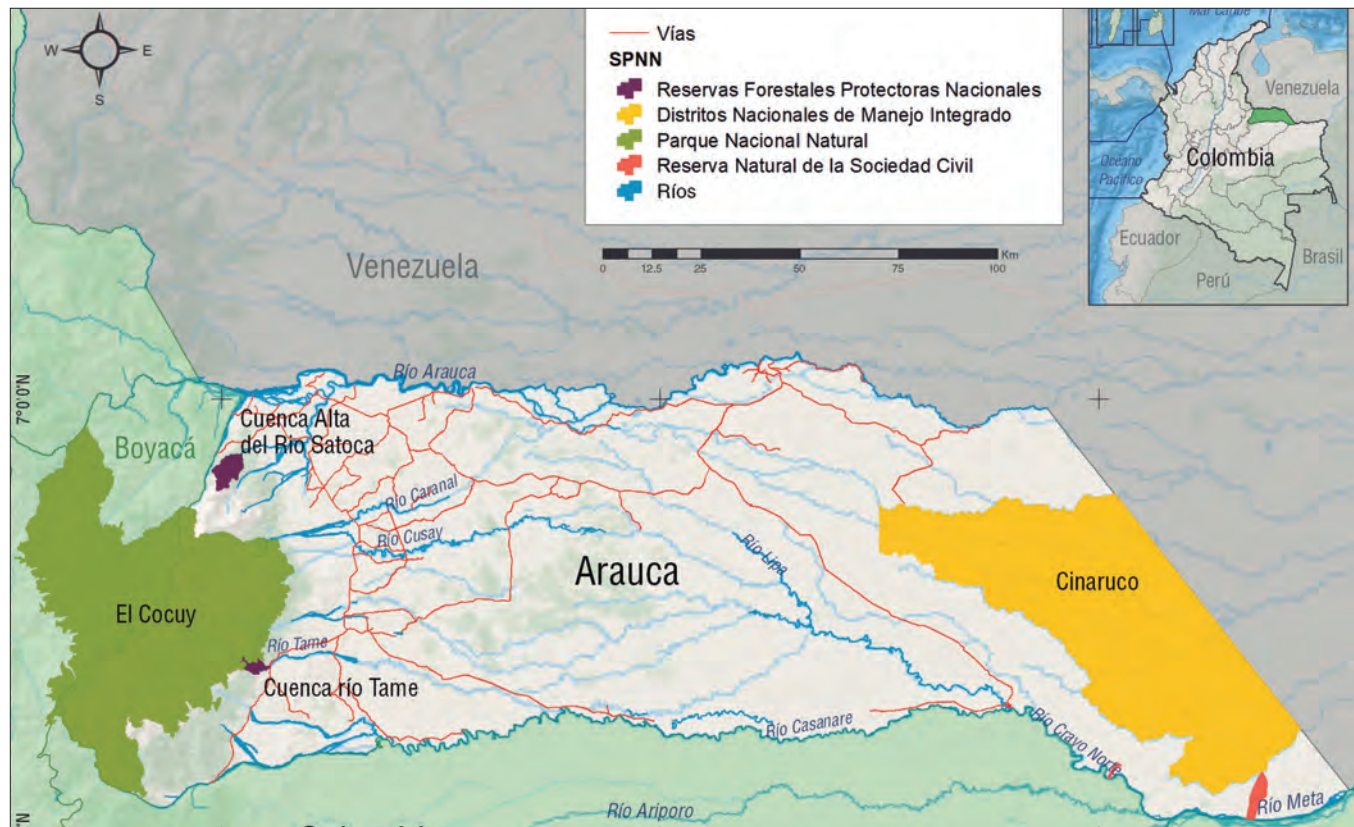 W
E
S
Vías
SPNN
Reservas Forestales Protectoras Nacionales
Distritos Nacionales de Manejo Integrado
Parque Nacional Natural
Reserva Natural de la Sociedad Civil
Ríos
0
12.5
25
50
75
100
Km
Mar Caribe
Venezuela
Océano
Pacífico
Colombia
Ecuador
Perú
Brasil
Venezuela
7°0'0"N
Río Arauca
Boyacá
Cuenca Alta
del Rio Satoca
Río Caranal
Río Cusay
Arauca
Río Lipa
Cinaruco
El Cocuy
Río Tame
Cuenca río Tame
Río Casanare
Río Cravo Norte
Río Meta
Río Ariporo